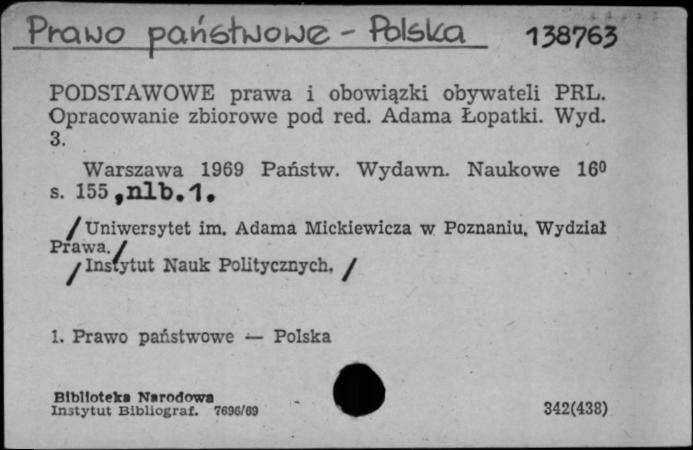 Prawo państwowe - Polska 138763
PODSTAWOWE prawa i obowiązki obywateli PRL.
Opracowanie zbiorowe pod red. Adama Łopatki. Wyd.
3.
Warszawa 1969 Państw. Wydawn. Naukowe 16⁰
s. 155, nlb. 1.
/Uniwersytet im. Adama Mickiewicza w Poznaniu. Wydział
Prawa./
/Instytut Nauk Politycznych. /
1. Prawo państwowe — Polska
Biblioteka Narodowa
Instytut Bibliograf. 7696/69 342(438)